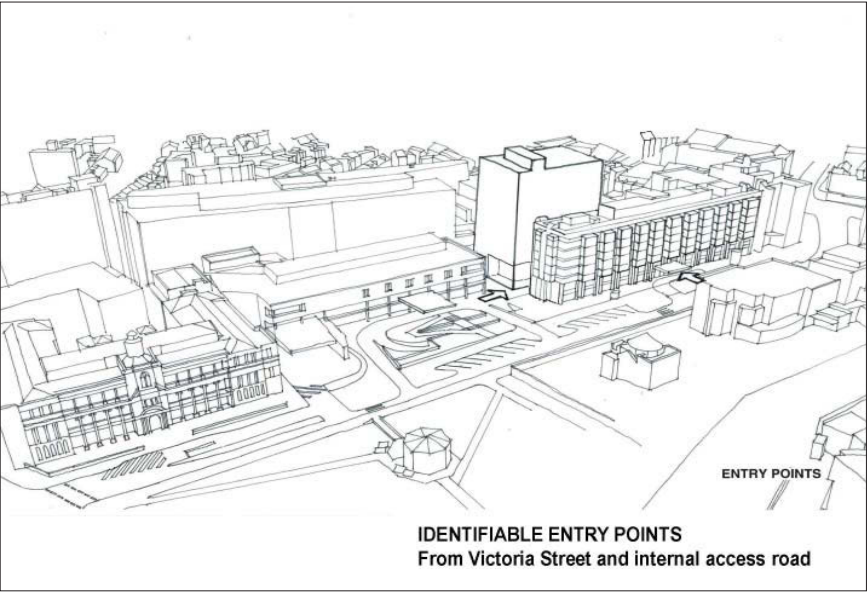 ENTRY POINTS
IDENTIFIABLE ENTRY POINTS
From Victoria Street and internal access road